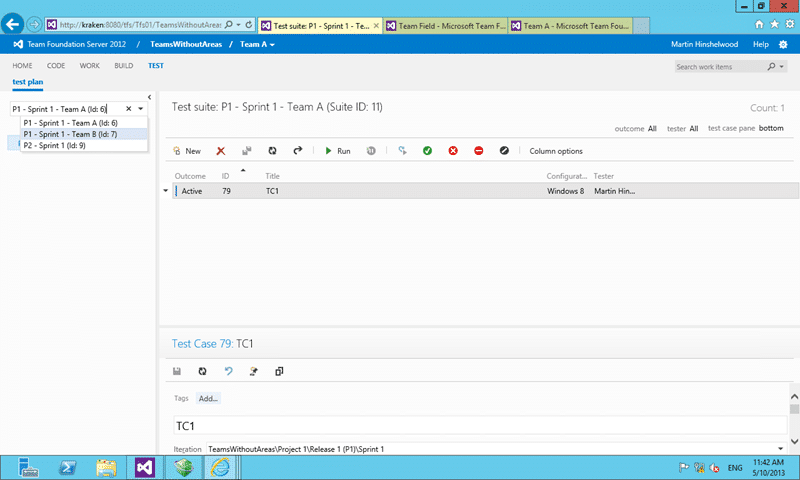 http://kraken:8080/tfs/Tfs01/TeamsWithoutAreas
Test suite: P1 - Sprint 1 - Te...
Team Field - Microsoft Team F...
Team A - Microsoft Team Fou...
Team Foundation Server 2012 / TeamsWithoutAreas / Team A
Martin Hinshelwood
Help
HOME CODE WORK BUILD TEST
Search work items
test plan
P1 - Sprint 1 - Team A (Id: 6)
P1 - Sprint 1 - Team A (Id: 6)
P1 - Sprint 1 - Team B (Id: 7)
P2 - Sprint 1 (Id: 9)
Test suite: P1 - Sprint 1 - Team A (Suite ID: 11)
Count: 1
outcome All tester All test case pane bottom
New Run Column options
Outcome ID Title Configurat... Tester
Active 79 TC1 Windows 8 Martin Hin...
Test Case 79: TC1
Tags Add...
TC1
Iteration TeamsWithoutAreas\Project 1\Release 1 (P1)\Sprint 1
ENG
11:42 AM
5/10/2013